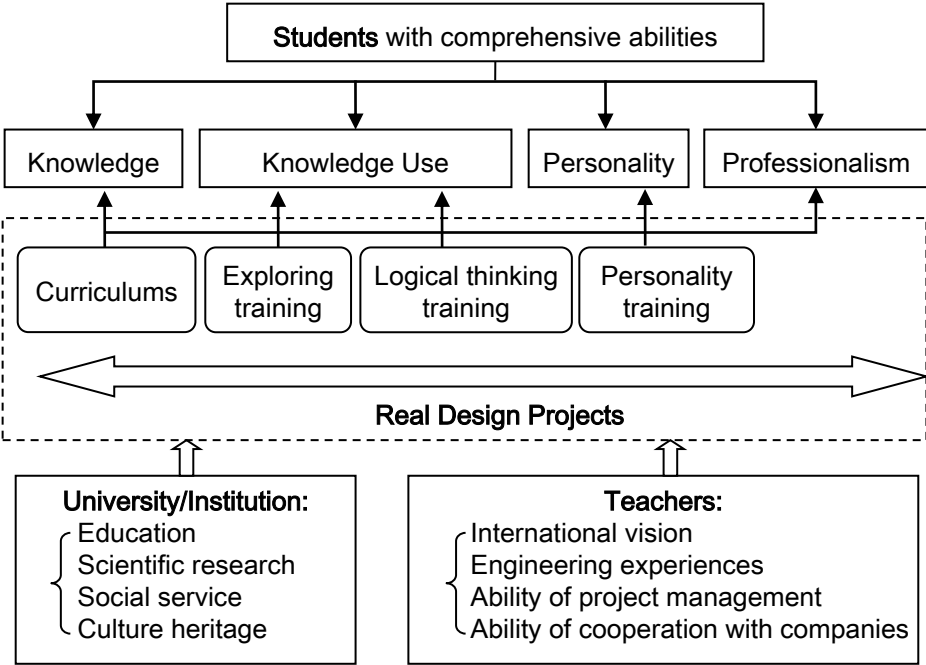 Students with comprehensive abilities
Knowledge
Knowledge Use
Personality
Professionalism
Curriculums
Exploring
training
Logical thinking
training
Personality
training
Real Design Projects
University/Institution:
Education
Scientific research
Social service
Culture heritage
Teachers:
International vision
Engineering experiences
Ability of project management
Ability of cooperation with companies